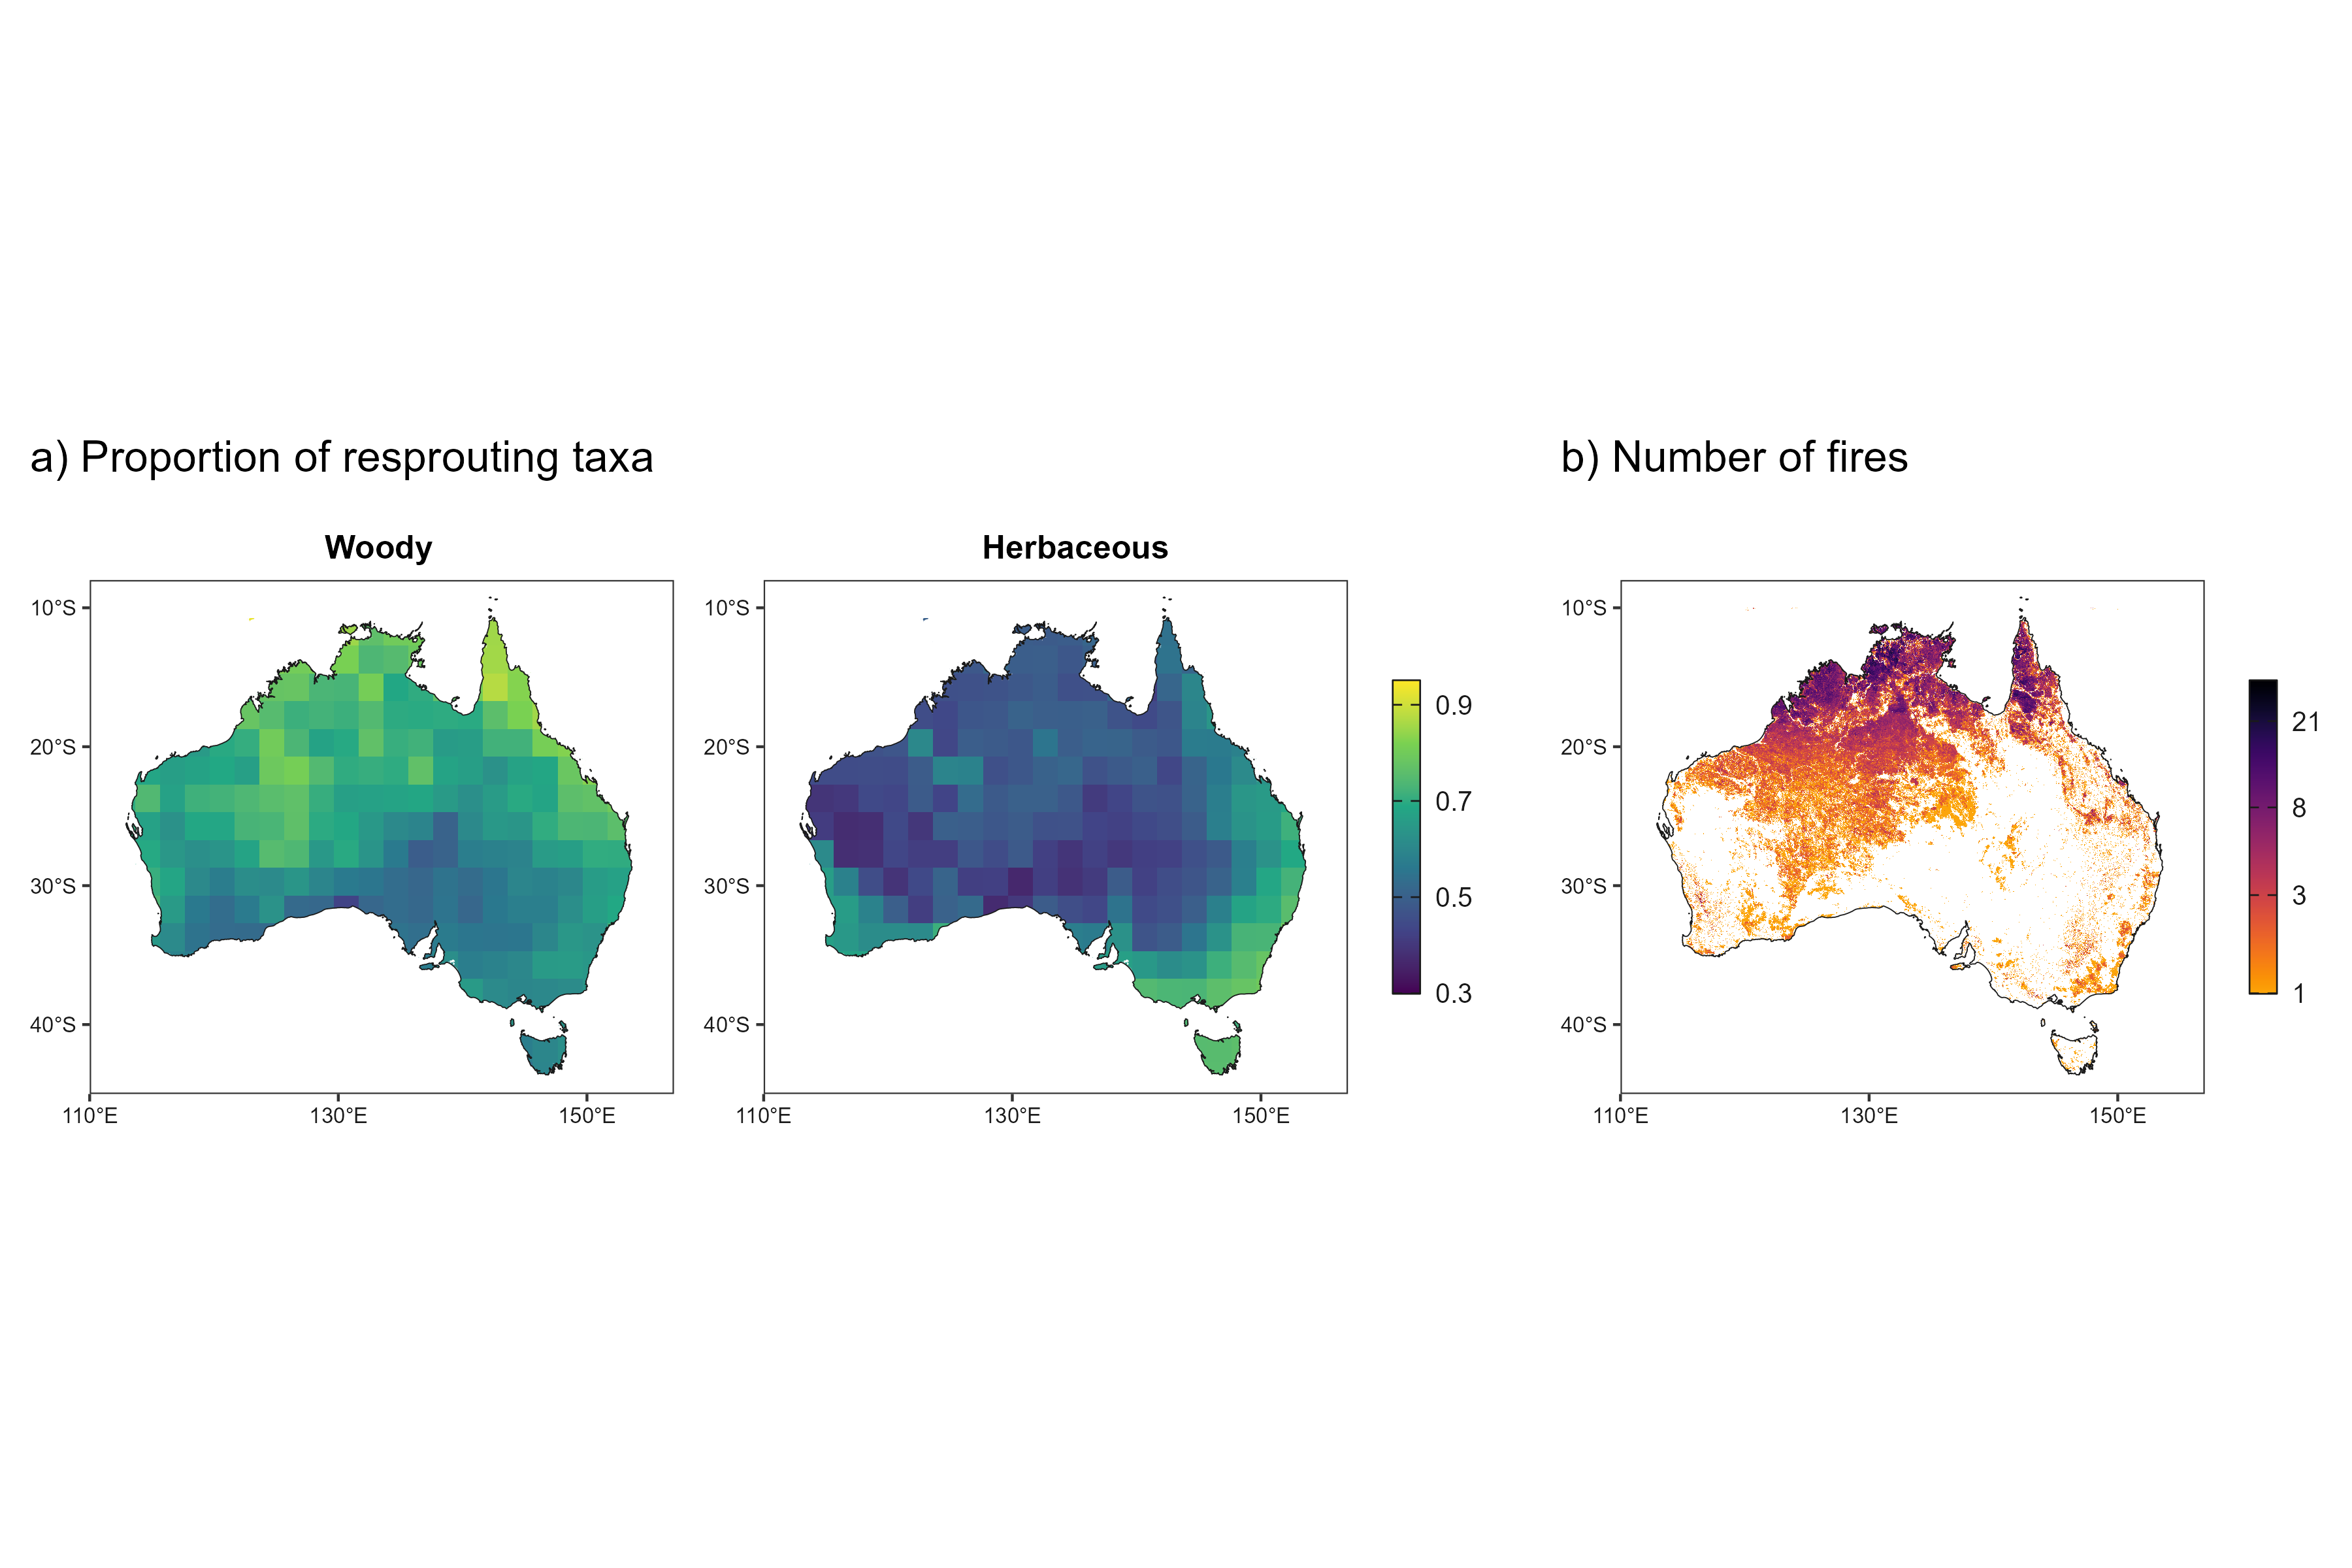 a) Proportion of resprouting taxa
b) Number of fires
Woody
Herbaceous
10°S
20°S
30°S
40°S
110°E
130°E
150°E
10°S
20°S
30°S
40°S
110°E
130°E
150°E
0.9
0.7
0.5
0.3
10°S
20°S
30°S
40°S
110°E
130°E
150°E
21
8
3
1